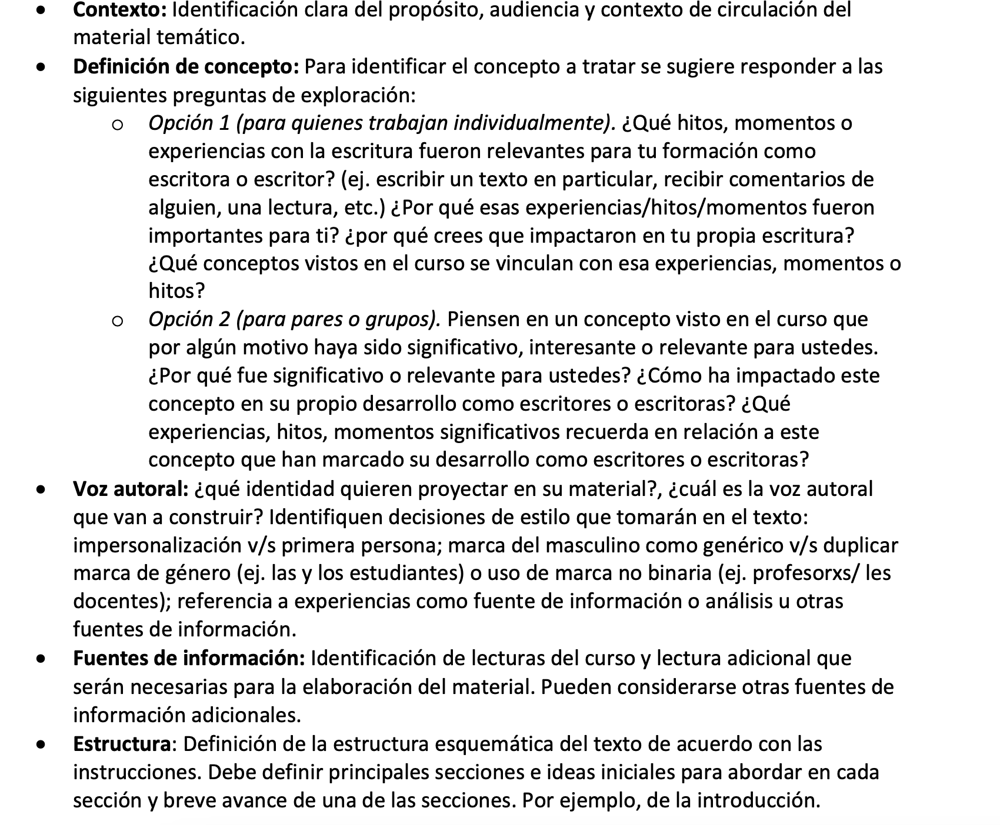 • Contexto: Identificación clara del propósito, audiencia y contexto de circulación del
material temático.
• Definición de concepto: Para identificar el concepto a tratar se sugiere responder a las
siguientes preguntas de exploración:
o Opción 1 (para quienes trabajan individualmente). ¿Qué hitos, momentos o
experiencias con la escritura fueron relevantes para tu formación como
escritora o escritor? (ej. escribir un texto en particular, recibir comentarios de
alguien, una lectura, etc.) ¿Por qué esas experiencias/hitos/momentos fueron
importantes para ti? ¿por qué crees que impactaron en tu propia escritura?
¿Qué conceptos vistos en el curso se vinculan con esa experiencias, momentos o
hitos?
o Opción 2 (para pares o grupos). Piensen en un concepto visto en el curso que
por algún motivo haya sido significativo, interesante o relevante para ustedes.
¿Por qué fue significativo o relevante para ustedes? ¿Cómo ha impactado este
concepto en su propio desarrollo como escritores o escritoras? ¿Qué
experiencias, hitos, momentos significativos recuerda en relación a este
concepto que han marcado su desarrollo como escritores o escritoras?
• Voz autoral: ¿qué identidad quieren proyectar en su material?, ¿cuál es la voz autoral
que van a construir? Identifiquen decisiones de estilo que tomarán en el texto:
impersonalización v/s primera persona; marca del masculino como genérico v/s duplicar
marca de género (ej. las y los estudiantes) o uso de marca no binaria (ej. profesorxs/ les
docentes); referencia a experiencias como fuente de información o análisis u otras
fuentes de información.
• Fuentes de información: Identificación de lecturas del curso y lectura adicional que
serán necesarias para la elaboración del material. Pueden considerarse otras fuentes de
información adicionales.
• Estructura: Definición de la estructura esquemática del texto de acuerdo con las
instrucciones. Debe definir principales secciones e ideas iniciales para abordar en cada
sección y breve avance de una de las secciones. Por ejemplo, de la introducción.